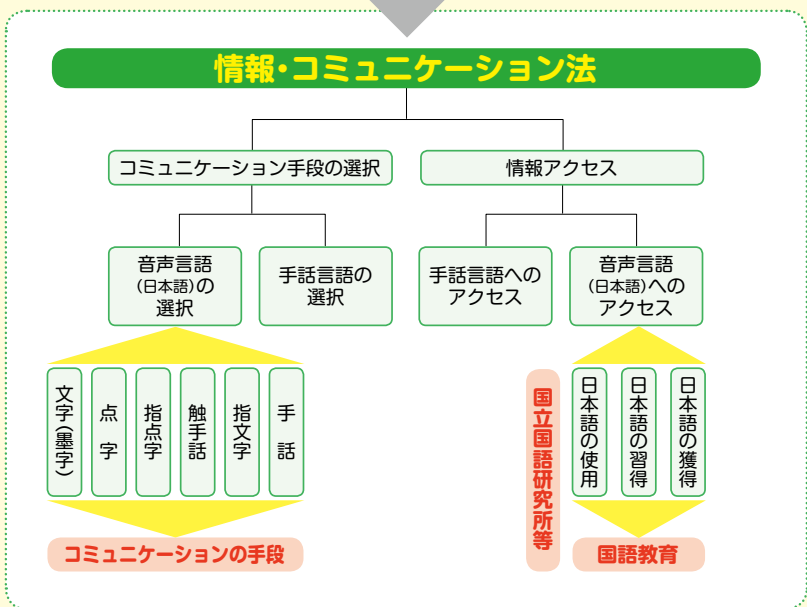 情報・コミュニケーション法
コミュニケーション手段の選択
情報アクセス
音声言語
(日本語)の
選択
手話言語の
選択
手話言語への
アクセス
音声言語
(日本語)への
アクセス
文字(墨字)
点字
指点字
触手話
指文字
手話
国立国語研究所等
日本語の使用
日本語の習得
日本語の獲得
コミュニケーションの手段
国語教育